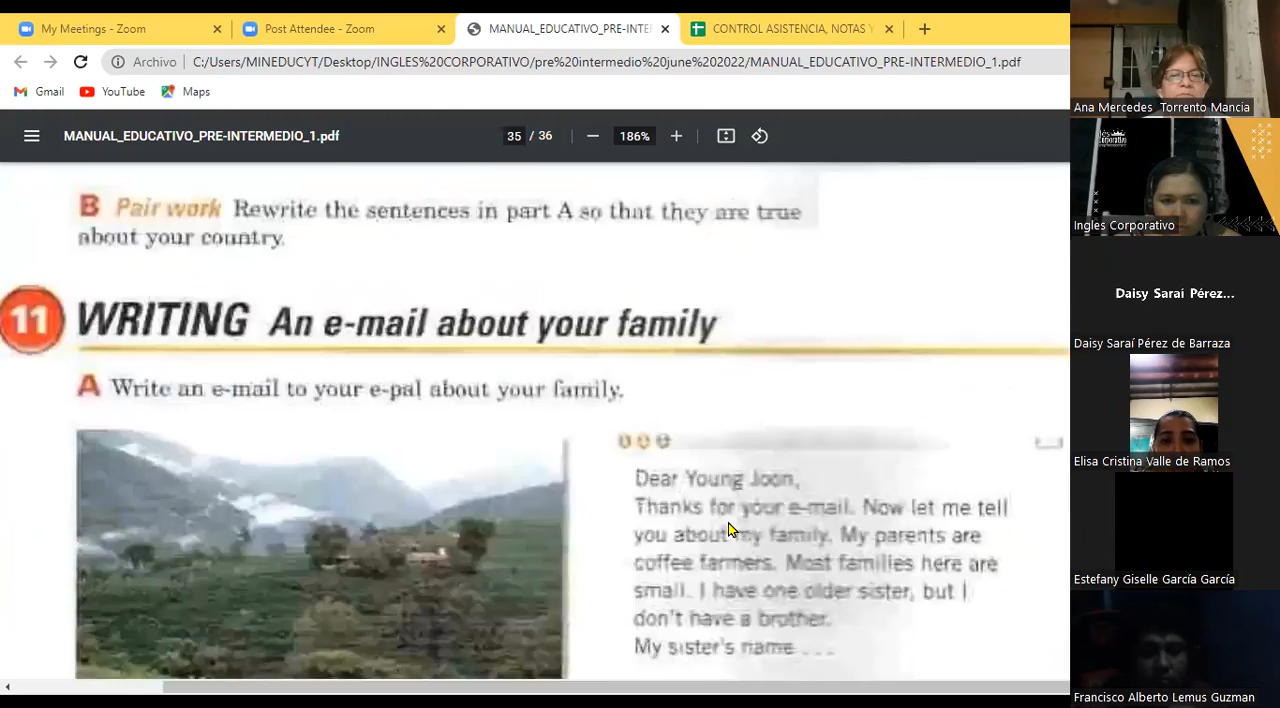 My Meetings - Zoom
Post Attendee - Zoom
MANUAL_EDUCATIVO_PRE-INTER
CONTROL ASISTENCIA, NOTAS Y
Archivo
C:/Users/MINEDUCYT/Desktop/INGLES%20CORPORATIVO/pre%20intermedio%20june%202022/MANUAL_EDUCATIVO_PRE-INTERMEDIO_1.pdf
Gmail
YouTube
Maps
MANUAL_EDUCATIVO_PRE-INTERMEDIO_1.pdf
35 / 36
186%
B Pair work Rewrite the sentences in part A so that they are true
about your country.
11 WRITING An e-mail about your family
A Write an e-mail to your e-pal about your family.
Dear Young Joon,
Thanks for your e-mail. Now let me tell
you about my family. My parents are
coffee farmers. Most families here are
small. I have one older sister, but I
don't have a brother.
My sister's name . . .
Ana Mercedes Torrento Mancia
Corporativo
Ingles Corporativo
Daisy Saraí Pérez...
Daisy Saraí Pérez de Barraza
Elisa Cristina Valle de Ramos
Estefany Giselle García García
Francisco Alberto Lemus Guzman